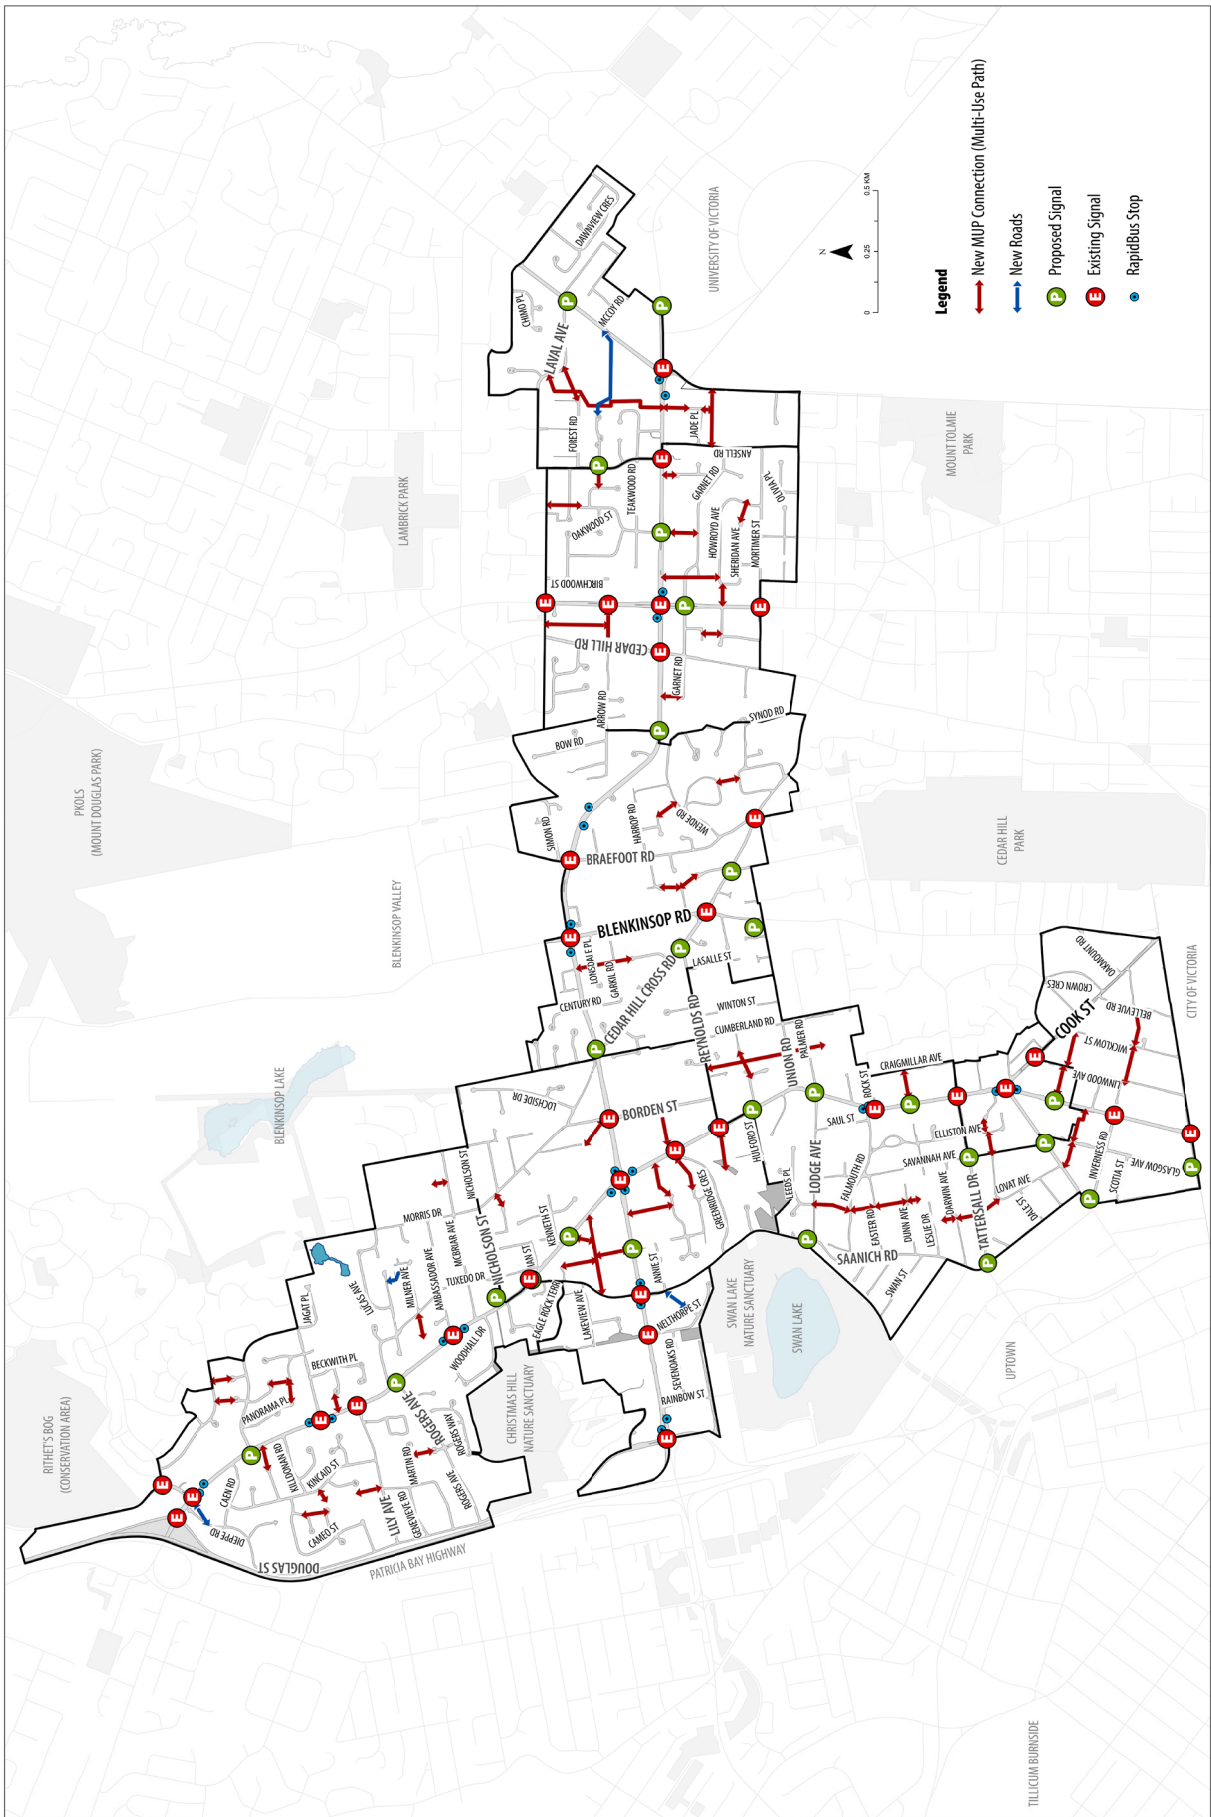 RITHET'S BOG
(CONSERVATION AREA)
PKOLS
(MOUNT DOUGLAS PARK)
BLENKINSOP LAKE
BLENKINSOP VALLEY
LAMBRICK PARK
UNIVERSITY OF VICTORIA
MOUNT TOLMIE
PARK
CEDAR HILL
PARK
CITY OF VICTORIA
CHRISTMAS HILL
NATURE SANCTUARY
SWAN LAKE
NATURE SANCTUARY
SWAN LAKE
UPTOWN
TILLICUM BURNSIDE
PATRICIA BAY HIGHWAY
DOUGLAS ST
DIEPPE RD
CAEN RD
KILLDONAN RD
KINCAID ST
CAMEO ST
LILY AVE
GENEVIEVE RD
MARTIN RD
ROGERS AVE
ROGERS AVE
ROGERS WAY
PANORAMA PL
BECKWITH PL
JAGAT PL
LUCAS AVE
MILNER AVE
AMBASSADOR AVE
MCBRIAR AVE
MORRIS DR
TUXEDO DR
WOODHALL DR
NICHOLSON ST
NICHOLSON ST
IAN ST
KENNETH ST
EAGLE ROCK TERR
LAKEVIEW AVE
ANNIE ST
NELTHORPE ST
SEVENOAKS RD
RAINBOW ST
GREENRIDGE CRES
LOCHSIDE DR
BORDEN ST
CENTURY RD
LONSDALE PL
GARKIL RD
CEDAR HILL CROSS RD
BLENKINSOP RD
LASALLE ST
REYNOLDS RD
WINTON ST
CUMBERLAND RD
UNION RD
PALMER RD
HULFORD ST
LEEDS PL
LODGE AVE
SAUL ST
ROCK ST
CRAIGMILLAR AVE
FALMOUTH RD
SAVANNAH AVE
ELLISTON AVE
EASTER RD
DUNN AVE
LESLIE DR
DARWIN AVE
TATTERSALL DR
LOVAT AVE
DALE ST
SAANICH RD
SWAN ST
INVERNESS RD
SCOTIA ST
GLASGOW AVE
LINWOOD AVE
WICKLOW ST
BELLEVUE RD
COOK ST
CROWN CRES
OAKMOUNT RD
SIMON RD
BRAEFOOT RD
HARROP RD
WENDE RD
BOW RD
ARROW RD
SYNOD RD
CEDAR HILL RD
GARNET RD
BIRCHWOOD ST
OAKWOOD ST
TEAKWOOD RD
GARNET RD
HOWROYD AVE
SHERIDAN AVE
MORTIMER ST
OLIVIA PL
ANSELL RD
JADE PL
FOREST RD
LAVAL AVE
CHIMO PL
MCCOY RD
DAWNVIEW CRES
N
0
0.25
0.5 KM
Legend
New MUP Connection (Multi-Use Path)
New Roads
P Proposed Signal
E Existing Signal
RapidBus Stop